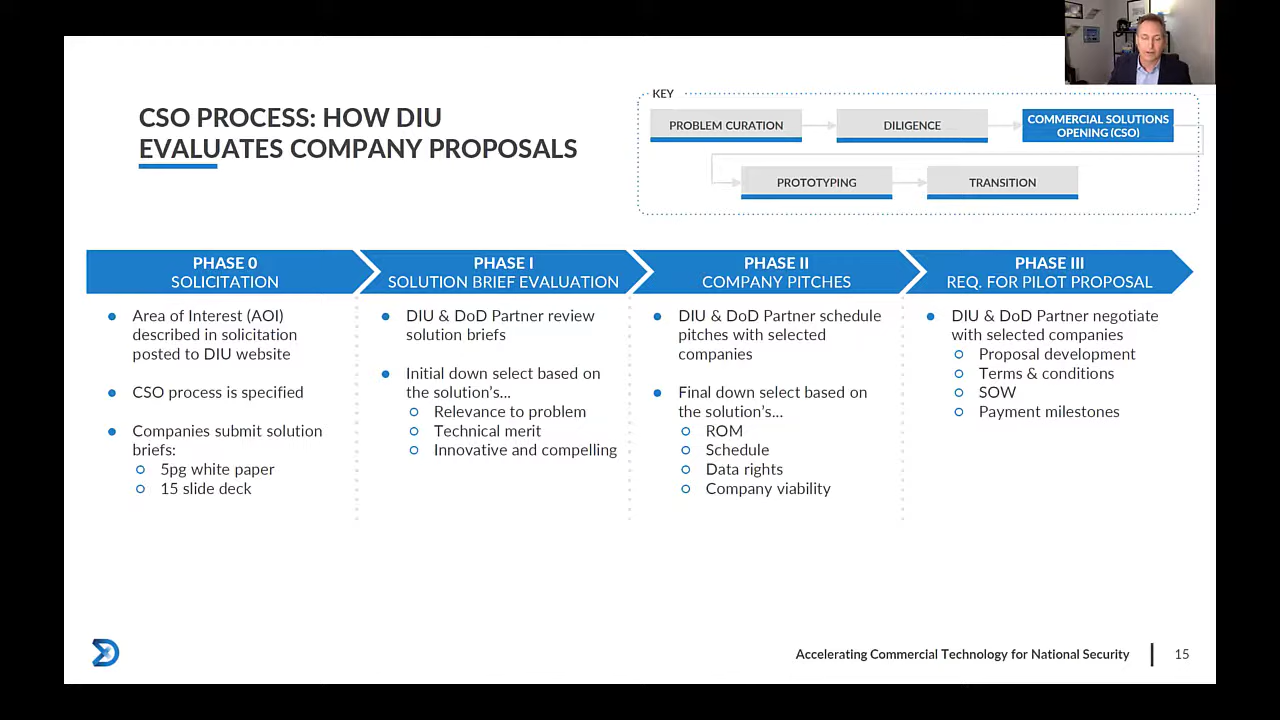 CSO PROCESS: HOW DIU
EVALUATES COMPANY PROPOSALS
KEY
PROBLEM CURATION
DILIGENCE
COMMERCIAL SOLUTIONS
OPENING (CSO)
PROTOTYPING
TRANSITION
PHASE 0
SOLICITATION
Area of Interest (AOI)
described in solicitation
posted to DIU website
CSO process is specified
Companies submit solution
briefs:
5pg white paper
15 slide deck
PHASE I
SOLUTION BRIEF EVALUATION
DIU & DoD Partner review
solution briefs
Initial down select based on
the solution's...
Relevance to problem
Technical merit
Innovative and compelling
PHASE II
COMPANY PITCHES
DIU & DoD Partner schedule
pitches with selected
companies
Final down select based on
the solution's...
ROM
Schedule
Data rights
Company viability
PHASE III
REQ. FOR PILOT PROPOSAL
DIU & DoD Partner negotiate
with selected companies
Proposal development
Terms & conditions
SOW
Payment milestones
Accelerating Commercial Technology for National Security
15